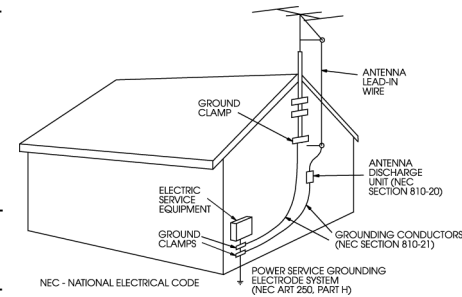 ANTENNA
LEAD-IN
WIRE
GROUND
CLAMP
ANTENNA
DISCHARGE
UNIT (NEC
SECTION 810-20)
ELECTRIC
SERVICE
EQUIPMENT
GROUNDING CONDUCTORS
(NEC SECTION 810-21)
GROUND
CLAMPS
POWER SERVICE GROUNDING
ELECTRODE SYSTEM
(NEC ART 250, PART H)
NEC - NATIONAL ELECTRICAL CODE